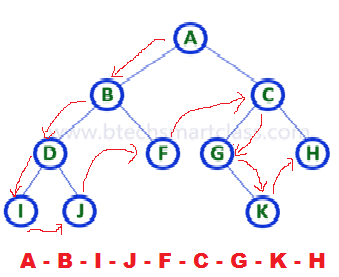 A
B
C
www.btechsmartclass.com
D
F
G
H
I
J
K
A - B - I - J - F - C - G - K - H